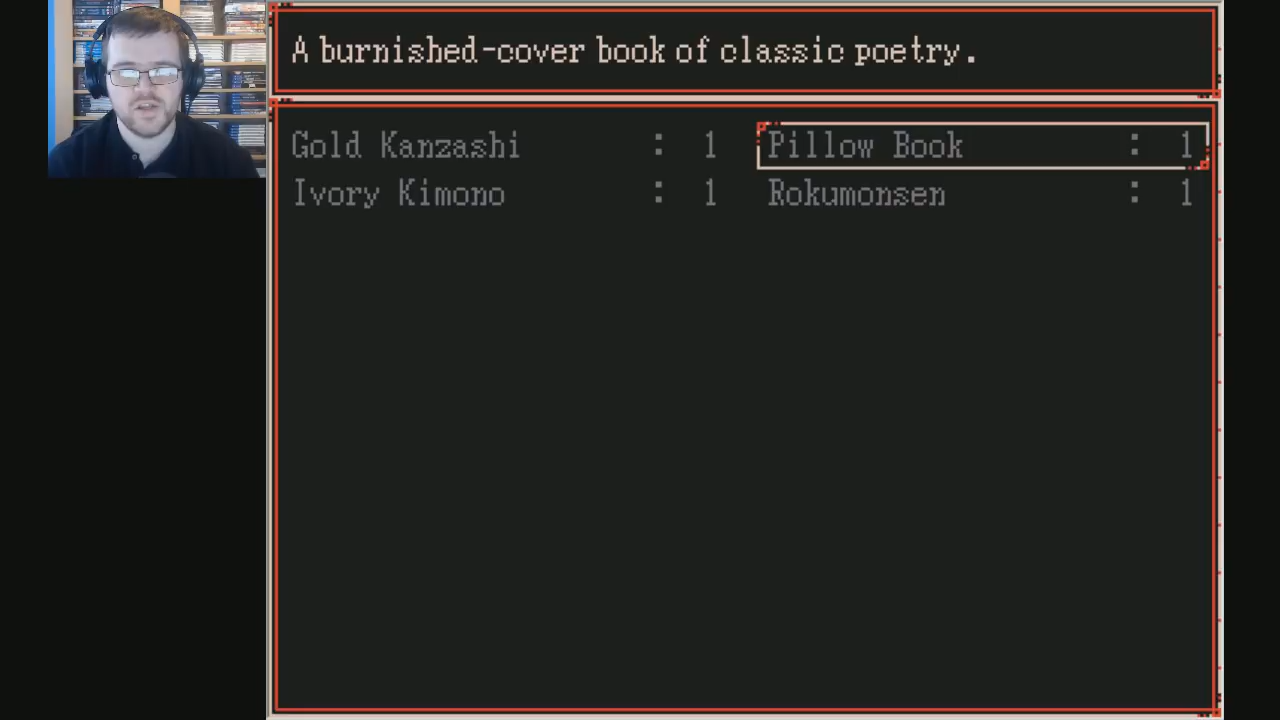 A burnished-cover book of classic poetry.
Gold Kanzashi : 1 Pillow Book : 1
Ivory Kimono : 1 Rokumonsen : 1